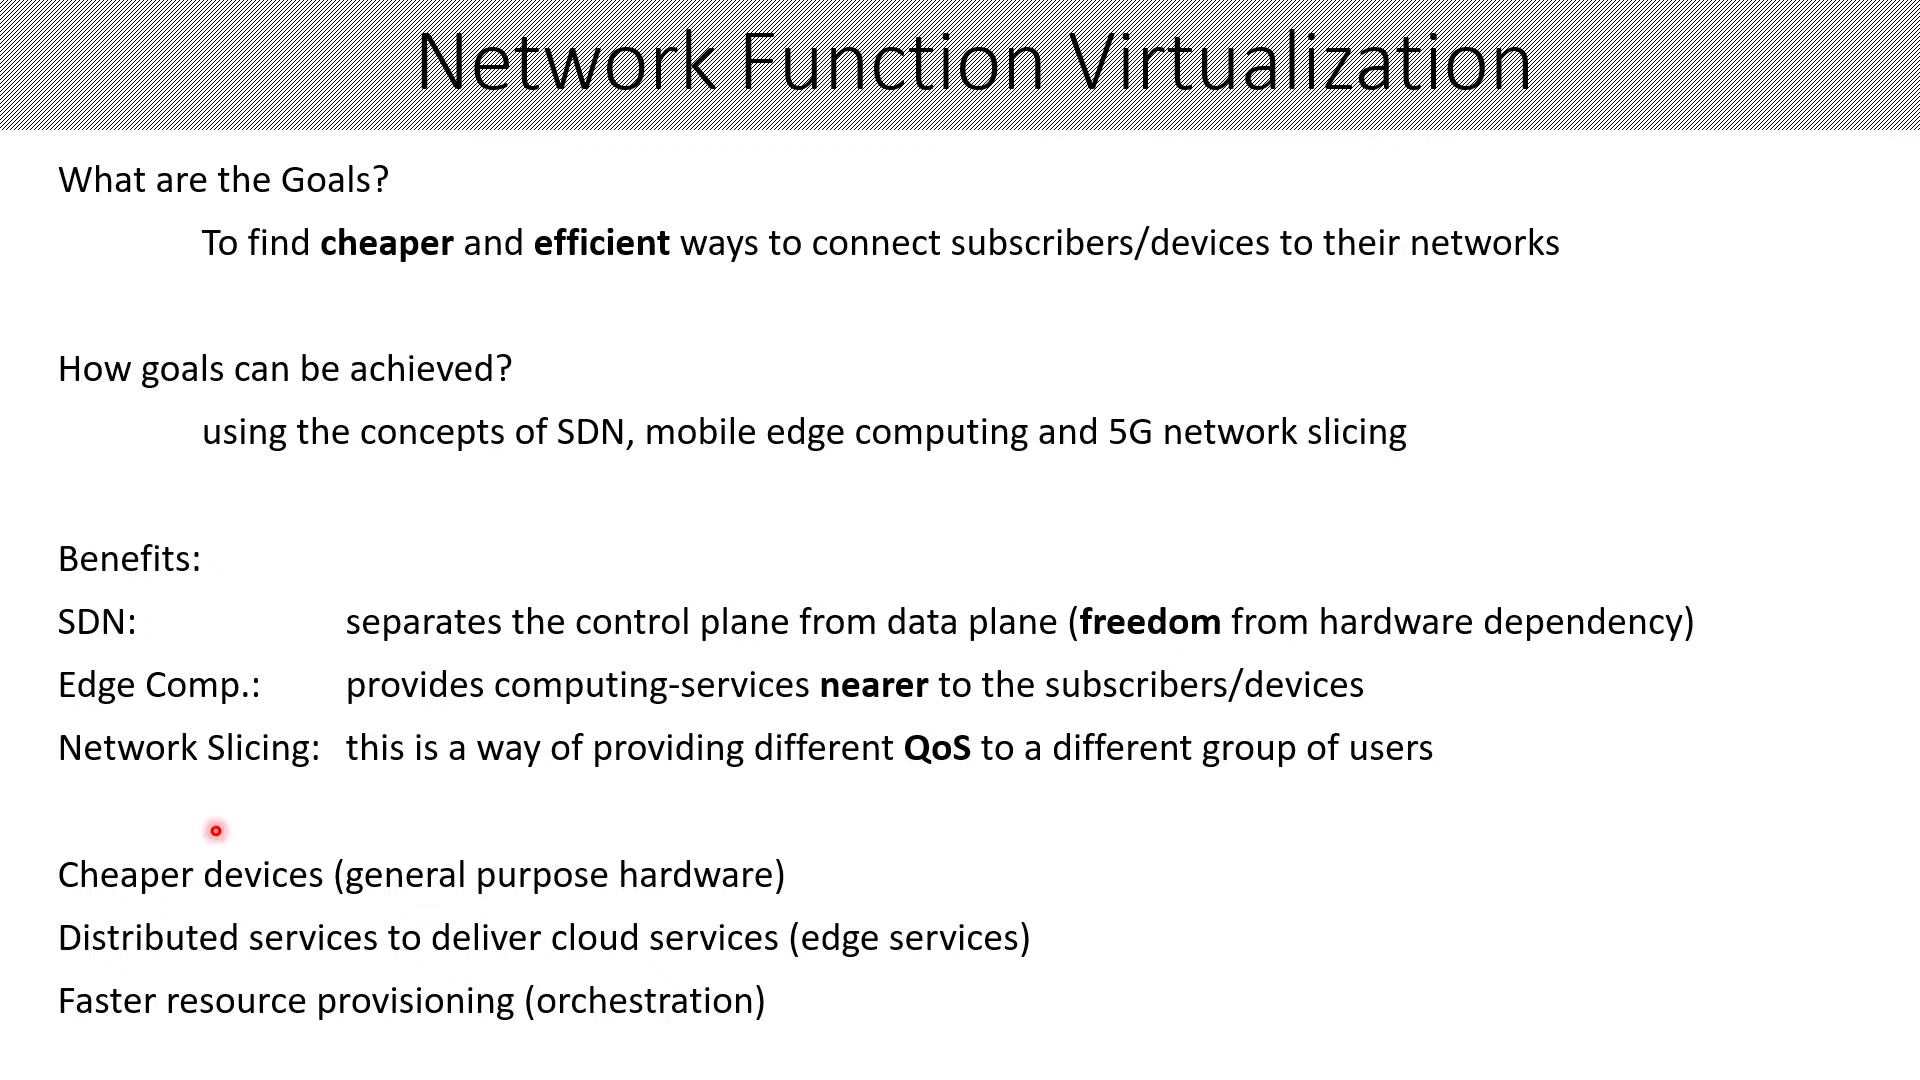 Network Function Virtualization
What are the Goals?
To find cheaper and efficient ways to connect subscribers/devices to their networks
How goals can be achieved?
using the concepts of SDN, mobile edge computing and 5G network slicing
Benefits:
SDN: separates the control plane from data plane (freedom from hardware dependency)
Edge Comp.: provides computing-services nearer to the subscribers/devices
Network Slicing: this is a way of providing different QoS to a different group of users
Cheaper devices (general purpose hardware)
Distributed services to deliver cloud services (edge services)
Faster resource provisioning (orchestration)